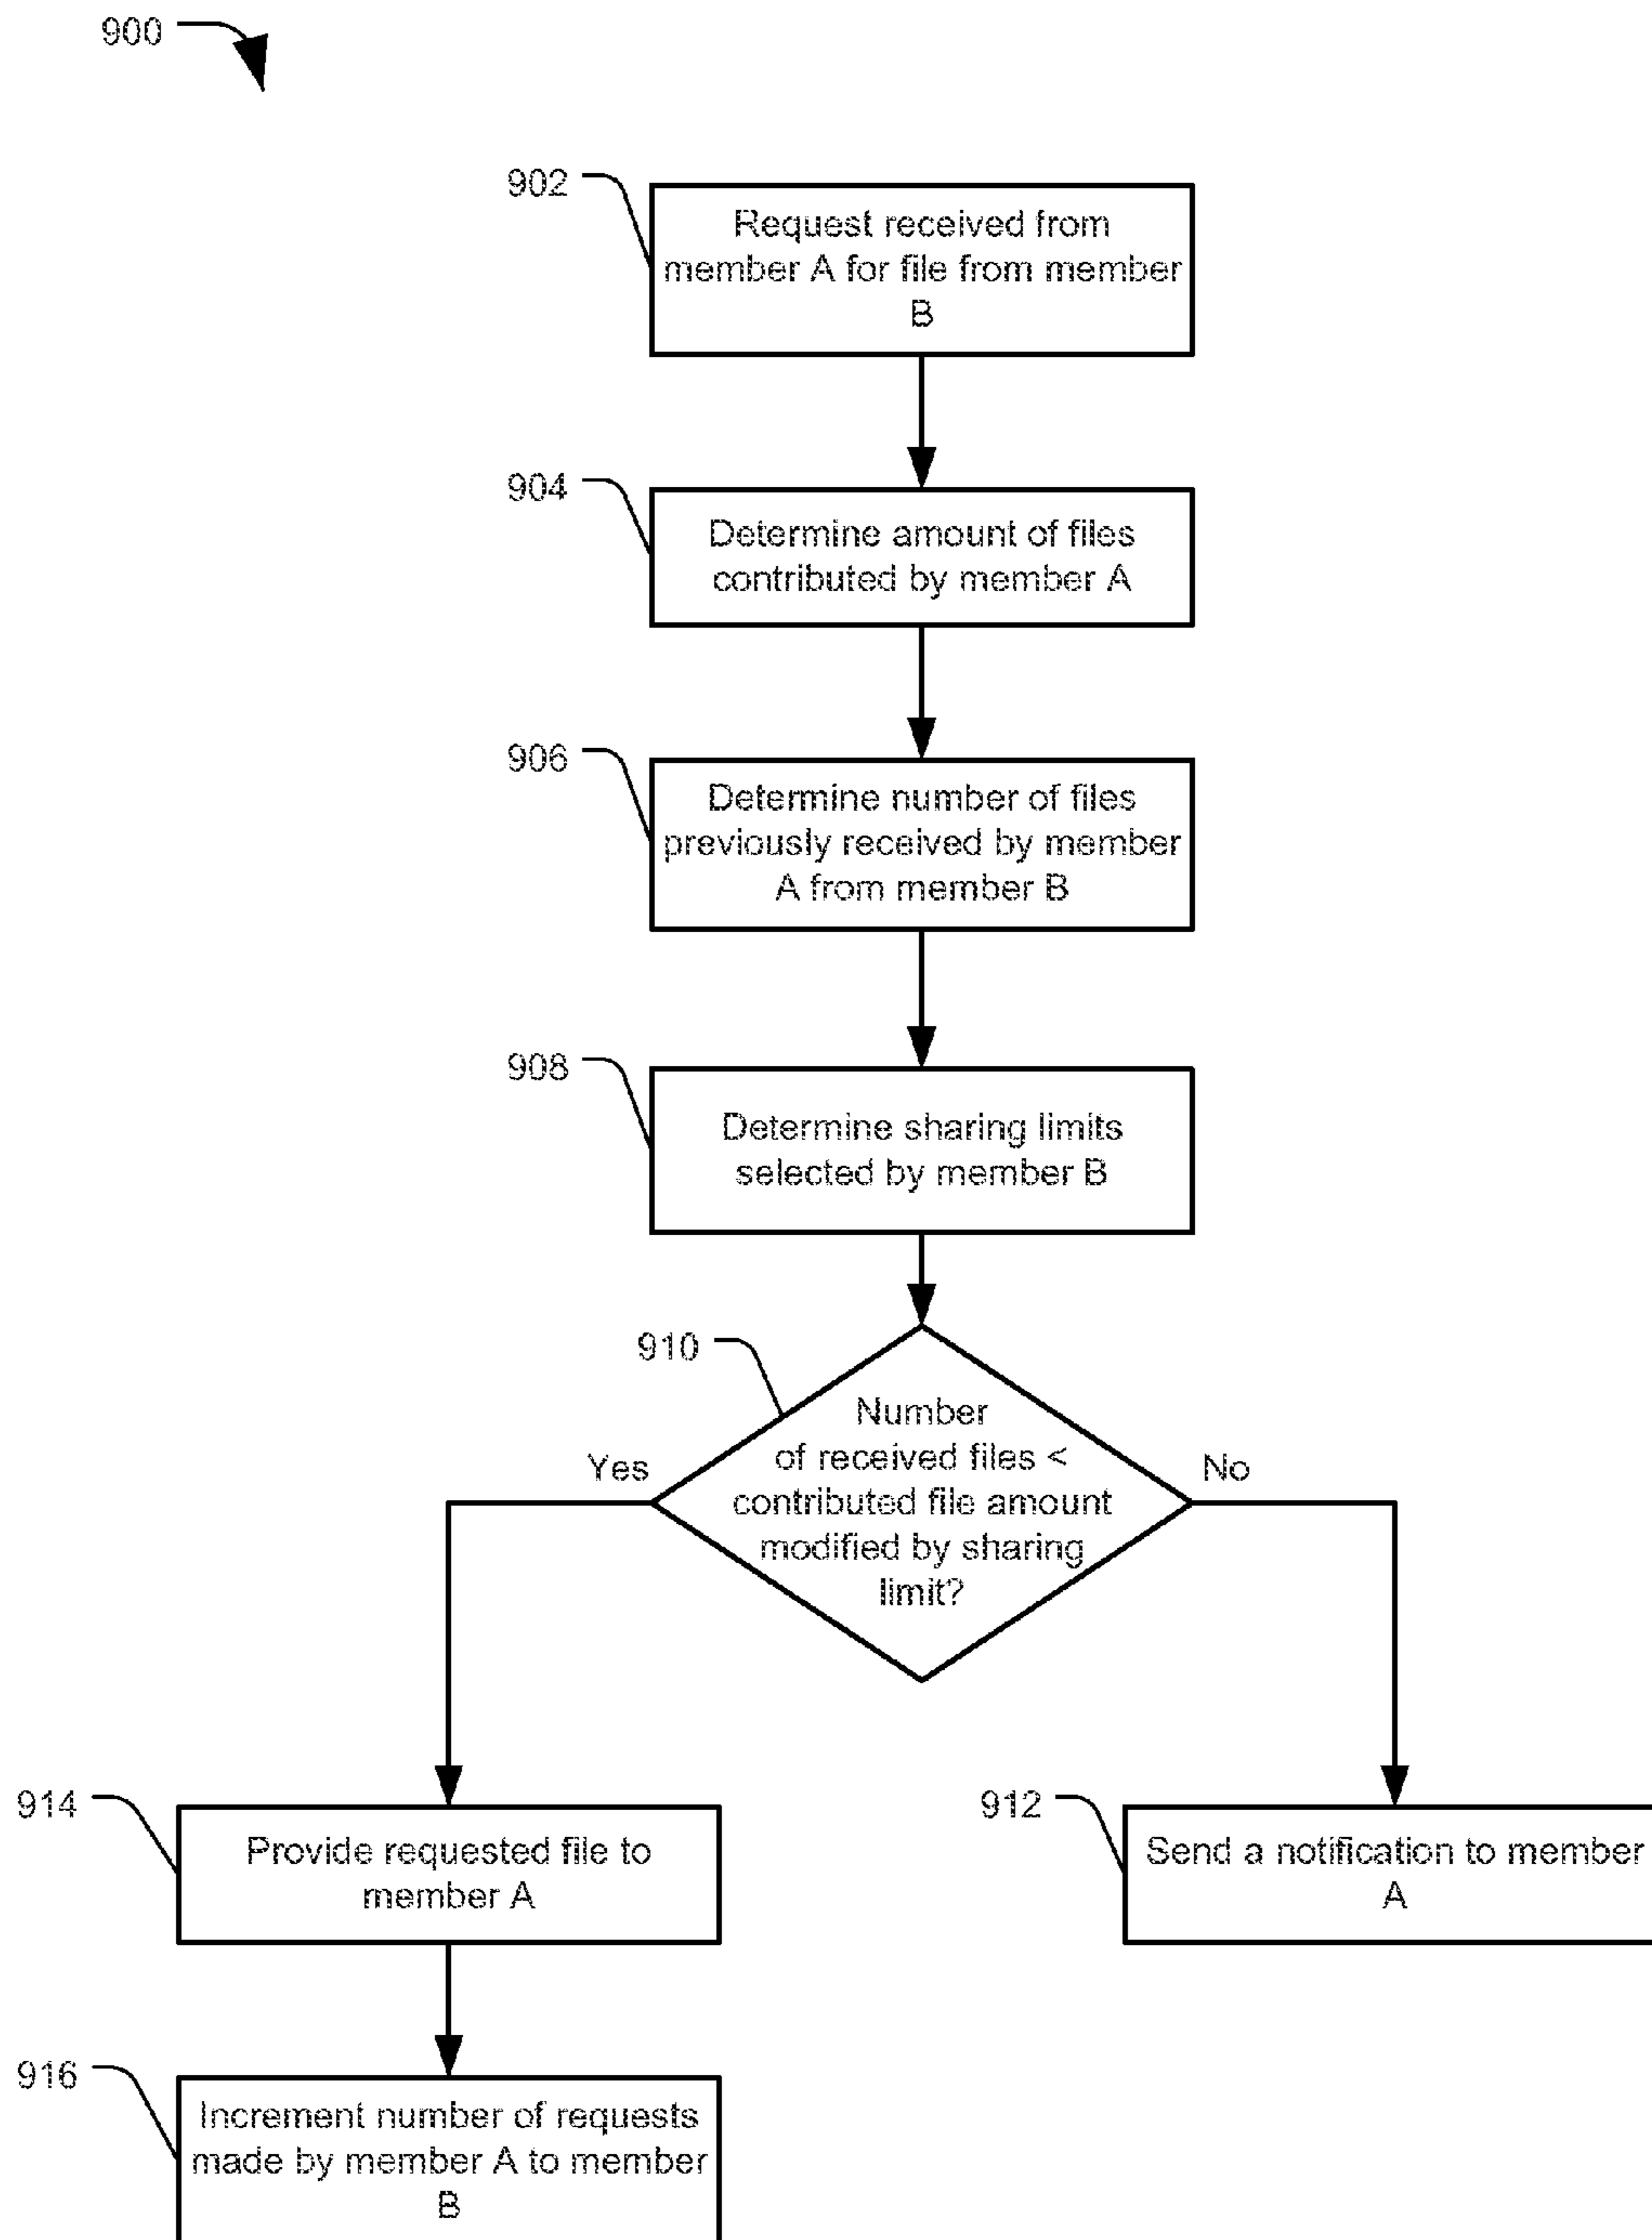 900
902
Request received from
member A for file from member
B
904
Determine amount of files
contributed by member A
906
Determine number of files
previously received by member
A from member B
908
Determine sharing limits
selected by member B
910
Number
of received files <
contributed file amount
modified by sharing
limit?
Yes
No
914
Provide requested file to
member A
912
Send a notification to member
A
916
Increment number of requests
made by member A to member
B